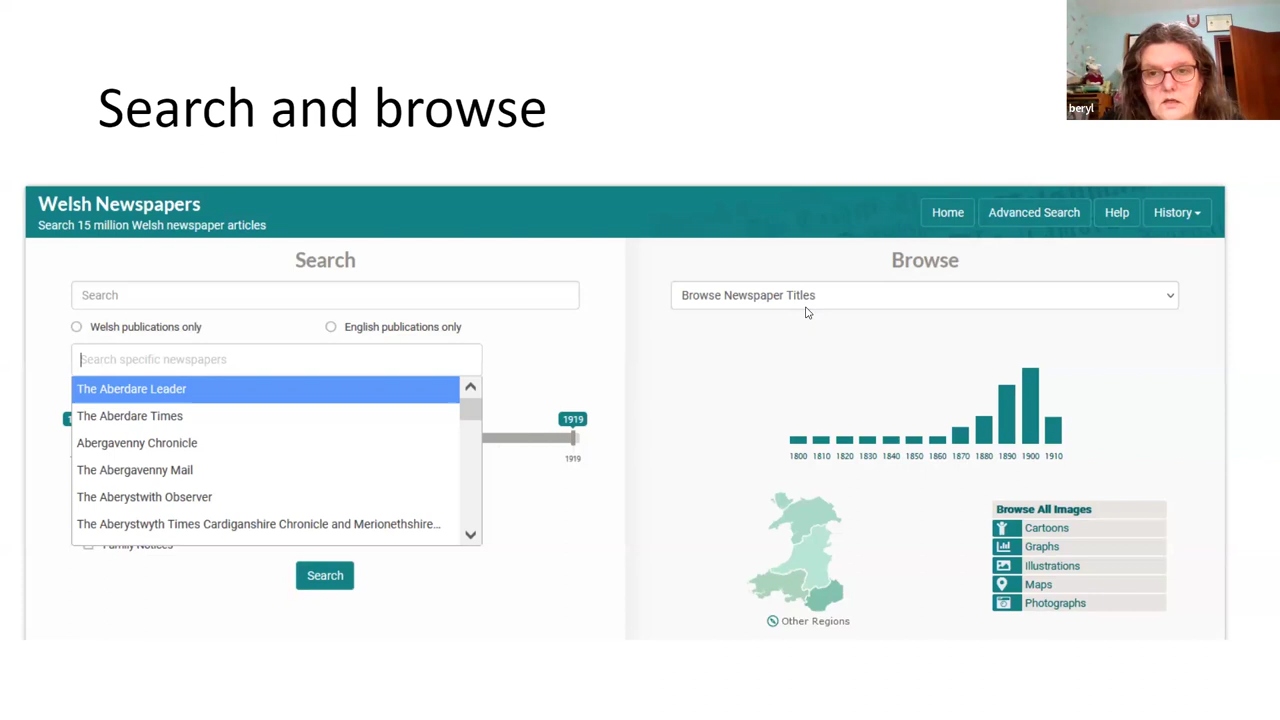 beryl
Search and browse
Welsh Newspapers
Search 15 million Welsh newspaper articles
Home
Advanced Search
Help
History
Search
Search
Welsh publications only
English publications only
Search specific newspapers
The Aberdare Leader
The Aberdare Times
Abergavenny Chronicle
The Abergavenny Mail
The Aberystwith Observer
The Aberystwyth Times Cardiganshire Chronicle and Merionethshire...
1919
1919
Family Notices
Search
Browse
Browse Newspaper Titles
1800 1810 1820 1830 1840 1850 1860 1870 1880 1890 1900 1910
Other Regions
Browse All Images
Cartoons
Graphs
Illustrations
Maps
Photographs